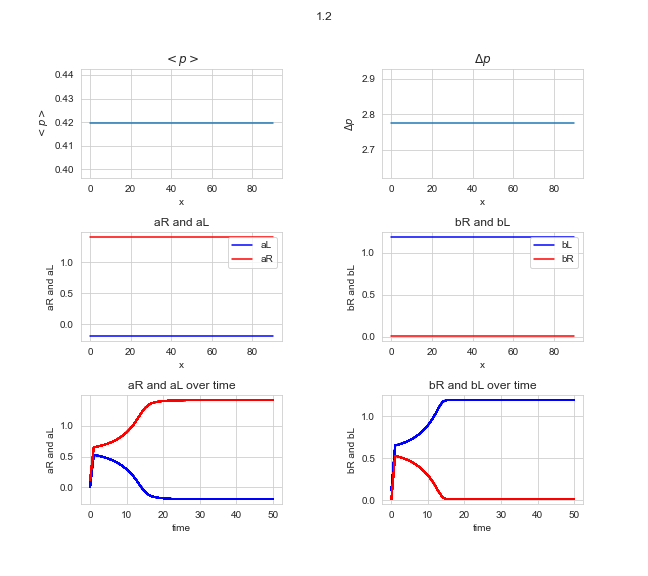 1.2
< p >
Δp
0.44
0.43
0.42
0.41
0.40
< p >
0 20 40 60 80
x
2.9
2.8
2.7
Δp
0 20 40 60 80
x
aR and aL
bR and bL
1.0
0.5
0.0
aR and aL
aL
aR
0 20 40 60 80
x
1.0
0.5
0.0
bR and bL
bL
bR
0 20 40 60 80
x
aR and aL over time
bR and bL over time
1.0
0.5
0.0
aR and aL
0 10 20 30 40 50
time
1.0
0.5
0.0
bR and bL
0 10 20 30 40 50
time